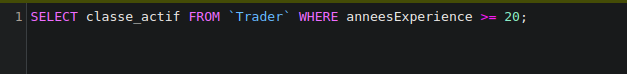 1 SELECT classe_actif FROM `Trader` WHERE anneesExperience >= 20;